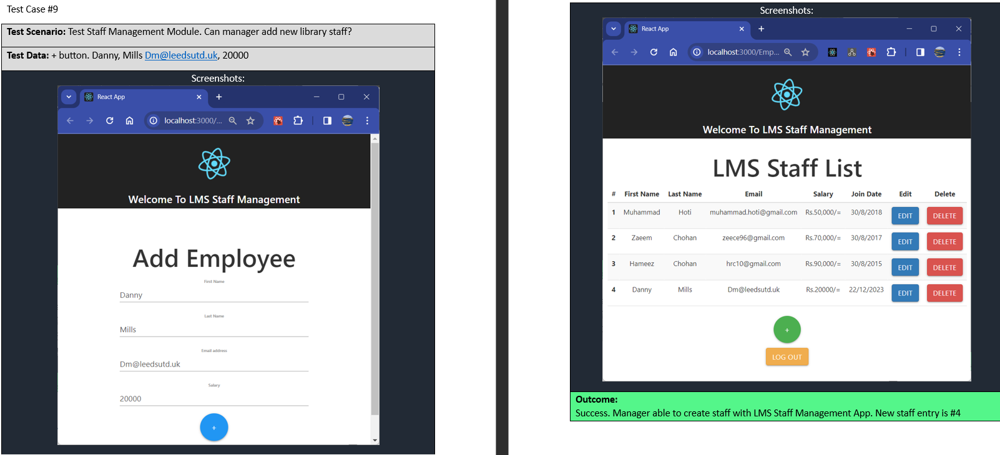 Test Case #9
Test Scenario: Test Staff Management Module. Can manager add new library staff?
Test Data: + button. Danny, Mills Dm@leedsutd.uk, 20000
Screenshots:
React App
localhost:3000/...
Welcome To LMS Staff Management
Add Employee
First Name
Danny
Last Name
Mills
Email address
Dm@leedsutd.uk
Salary
20000
+
Screenshots:
React App
localhost:3000/Emp...
Welcome To LMS Staff Management
LMS Staff List
# First Name Last Name Email Salary Join Date Edit Delete
1 Muhammad Hoti muhammad.hoti@gmail.com Rs.50,000/= 30/8/2018 EDIT DELETE
2 Zaeem Chohan zeece96@gmail.com Rs.70,000/= 30/8/2017 EDIT DELETE
3 Hameez Chohan hrc10@gmail.com Rs.90,000/= 30/8/2015 EDIT DELETE
4 Danny Mills Dm@leedsutd.uk Rs.20000/= 22/12/2023 EDIT DELETE
+
LOG OUT
Outcome:
Success. Manager able to create staff with LMS Staff Management App. New staff entry is #4